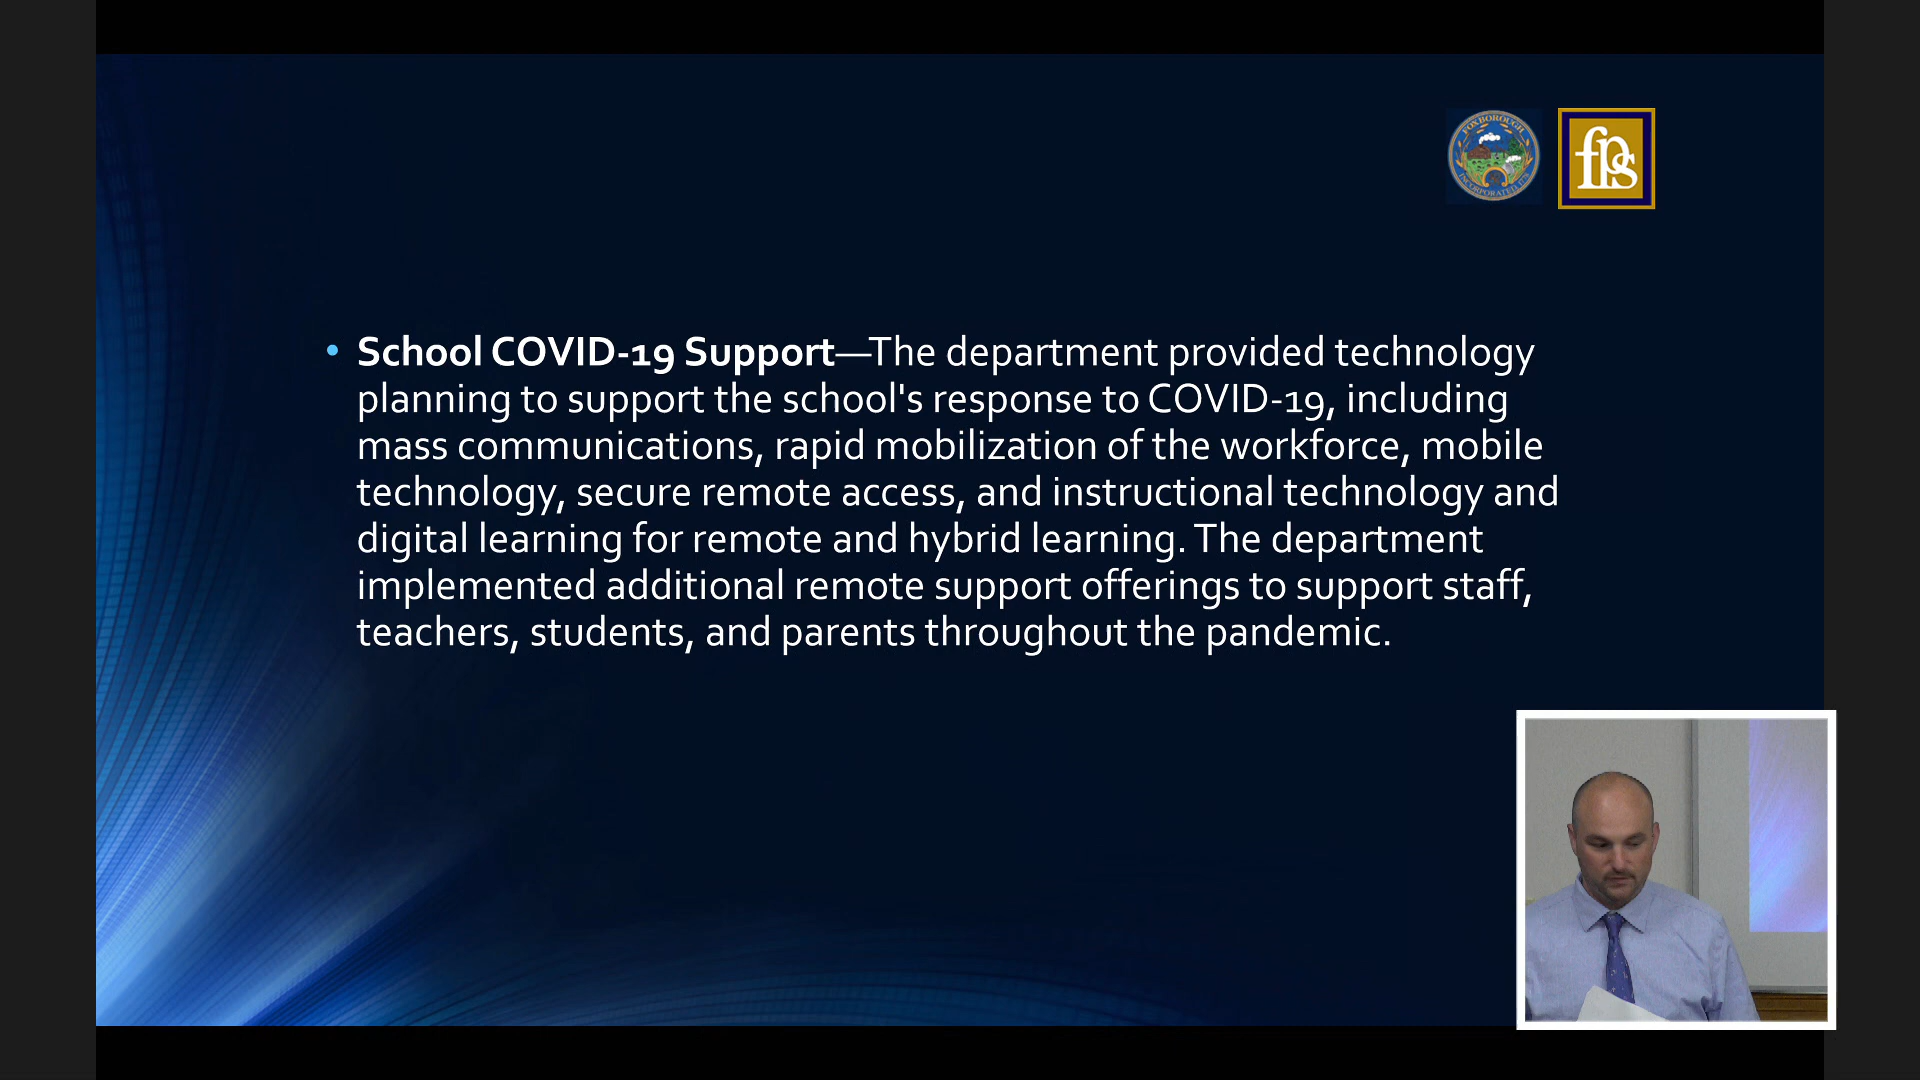 FOXBOROUGH
INCORPORATED 1778
fps
• School COVID-19 Support—The department provided technology
planning to support the school's response to COVID-19, including
mass communications, rapid mobilization of the workforce, mobile
technology, secure remote access, and instructional technology and
digital learning for remote and hybrid learning. The department
implemented additional remote support offerings to support staff,
teachers, students, and parents throughout the pandemic.